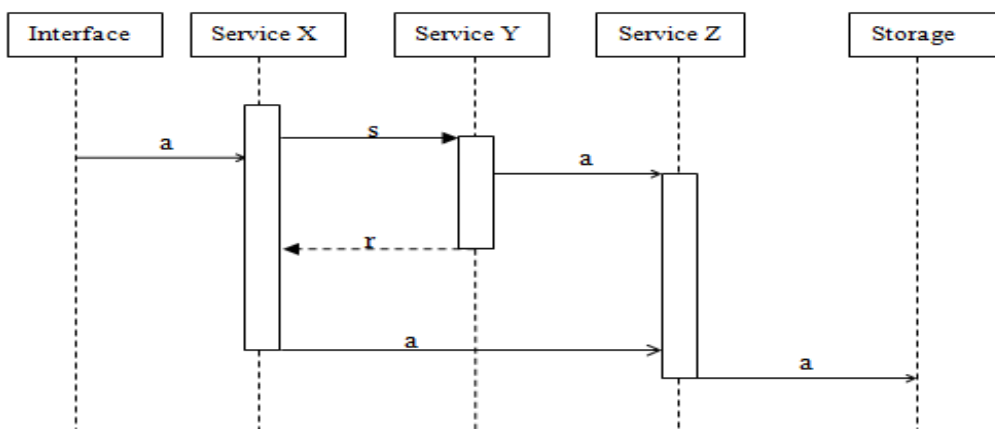 Interface
Service X
Service Y
Service Z
Storage
s
a
a
r
a
a